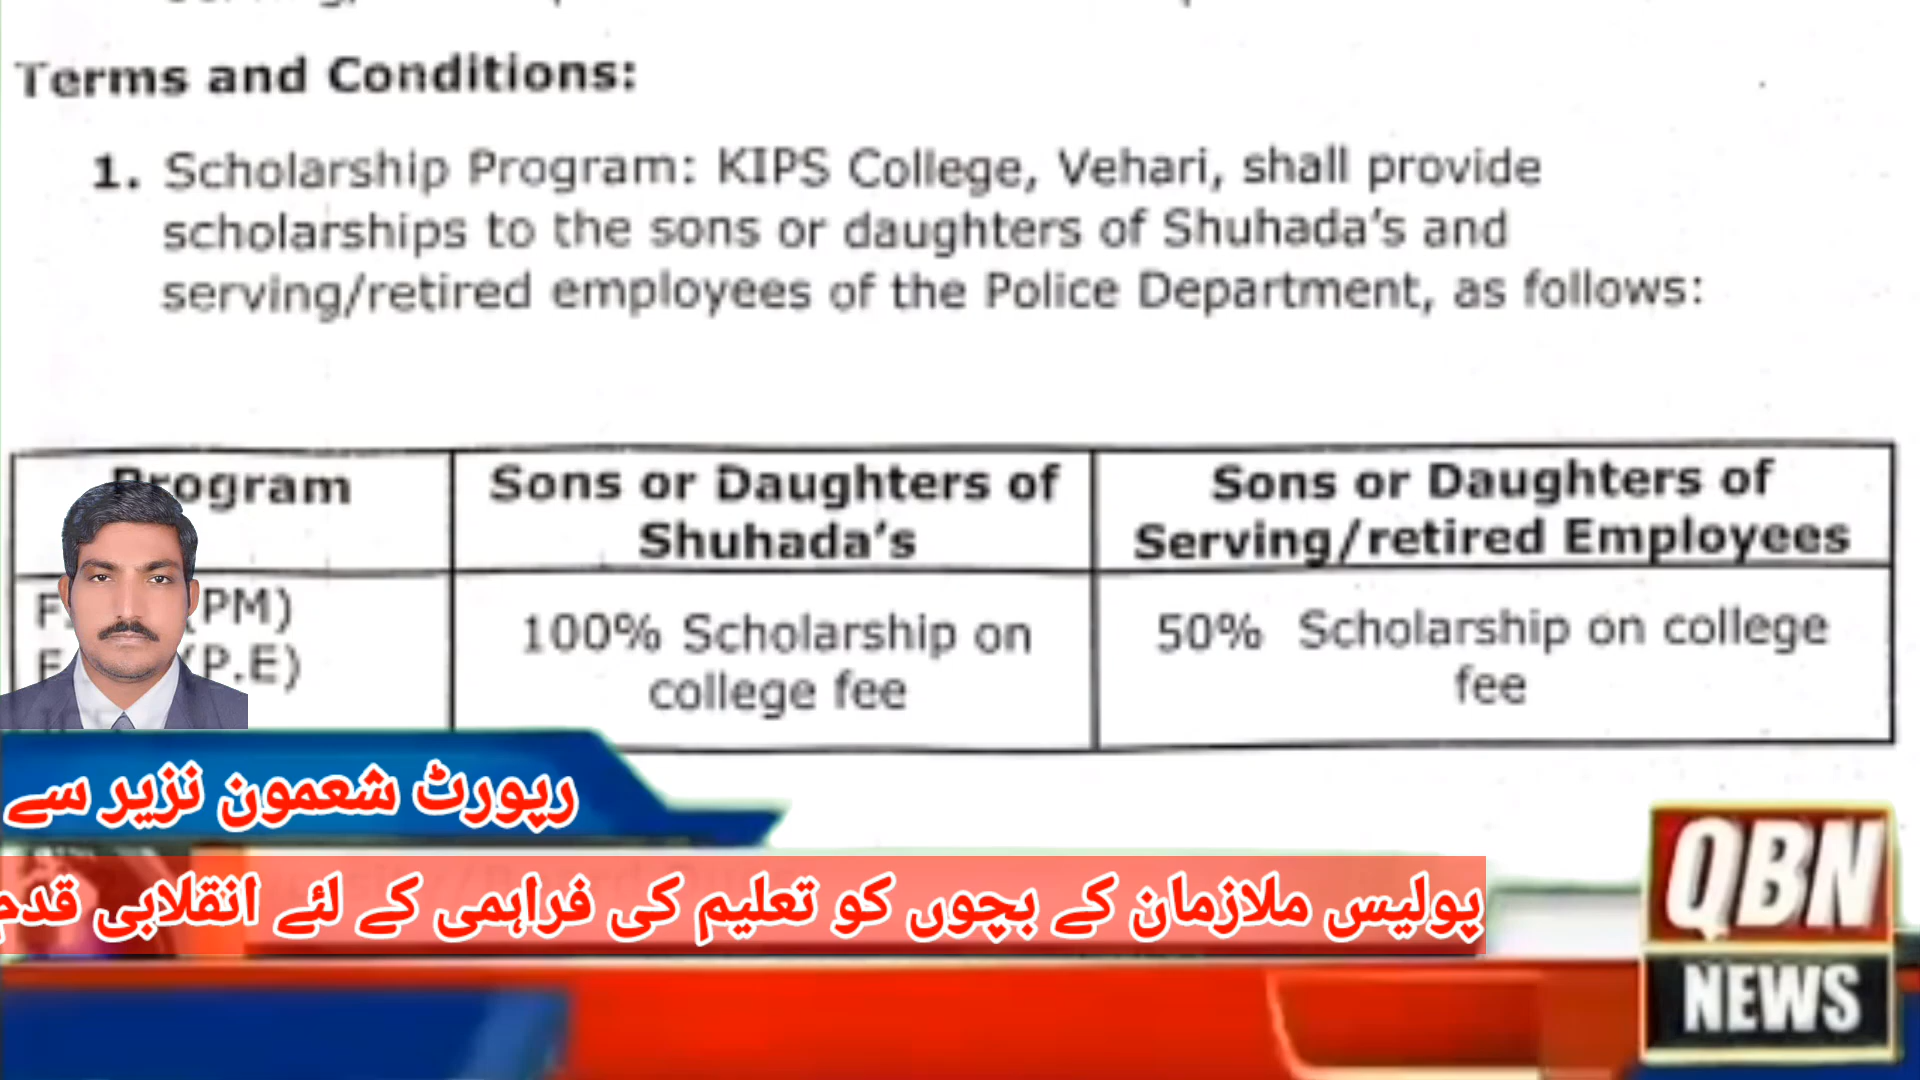 Terms and Conditions:
1. Scholarship Program: KIPS College, Vehari, shall provide
scholarships to the sons or daughters of Shuhada’s and
serving/retired employees of the Police Department, as follows:
Program
Sons or Daughters of
Shuhada’s
Sons or Daughters of
Serving/retired Employees
(PM)
(P.E)
100% Scholarship on
college fee
50% Scholarship on college
fee
رپورٹ شعمون نزیر سے
پولیس ملازمان کے بچوں کو تعلیم کی فراہمی کے لئے انقلابی قدم
QBN
NEWS